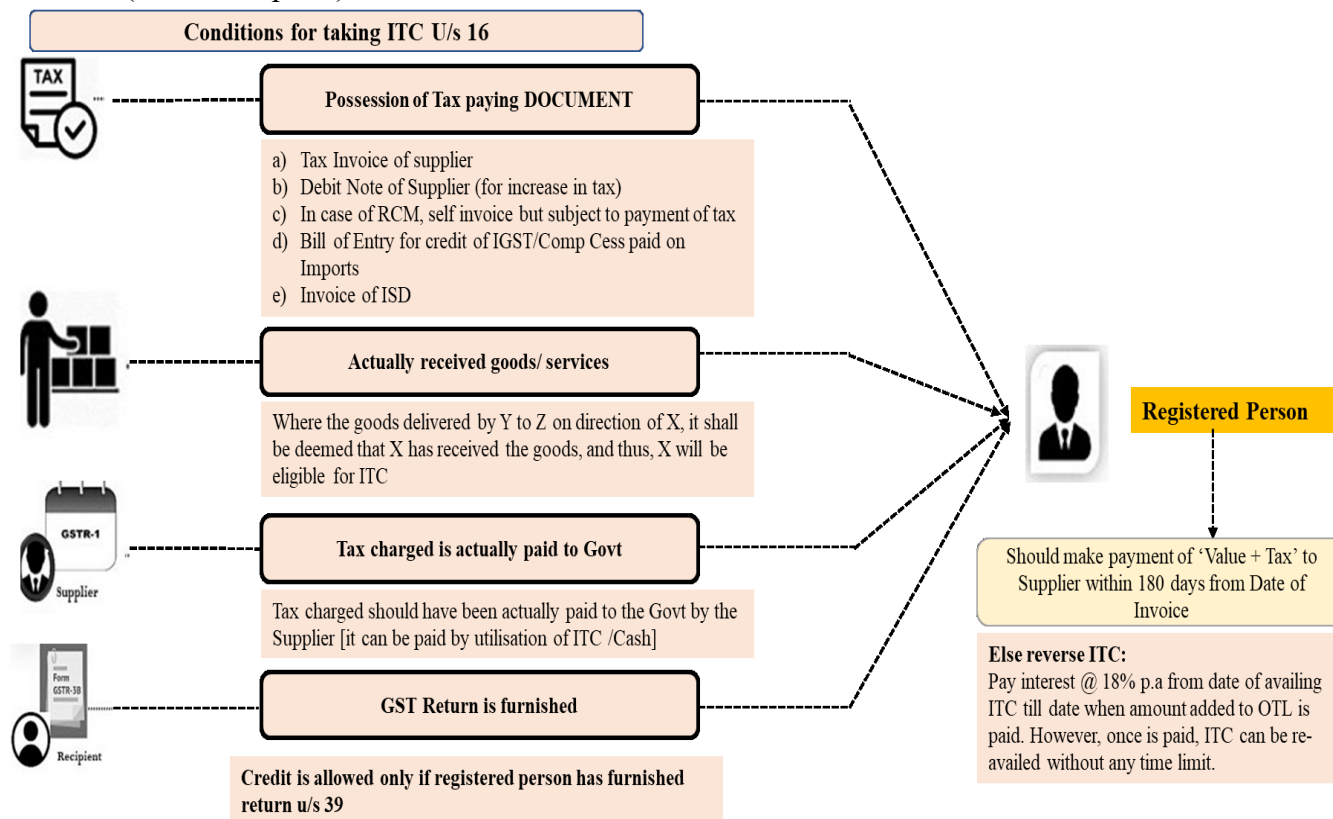 Conditions for taking ITC U/s 16
TAX
Possession of Tax paying DOCUMENT
a) Tax Invoice of supplier
b) Debit Note of Supplier (for increase in tax)
c) In case of RCM, self invoice but subject to payment of tax
d) Bill of Entry for credit of IGST/Comp Cess paid on
Imports
e) Invoice of ISD
Actually received goods/ services
Where the goods delivered by Y to Z on direction of X, it shall
be deemed that X has received the goods, and thus, X will be
eligible for ITC
GSTR-1
Supplier
Tax charged is actually paid to Govt
Tax charged should have been actually paid to the Govt by the
Supplier [it can be paid by utilisation of ITC /Cash]
Form
GSTR-3B
Recipient
GST Return is furnished
Credit is allowed only if registered person has furnished
return u/s 39
Registered Person
Should make payment of ‘Value + Tax’ to
Supplier within 180 days from Date of
Invoice
Else reverse ITC:
Pay interest @ 18% p.a from date of availing
ITC till date when amount added to OTL is
paid. However, once is paid, ITC can be re-
availed without any time limit.